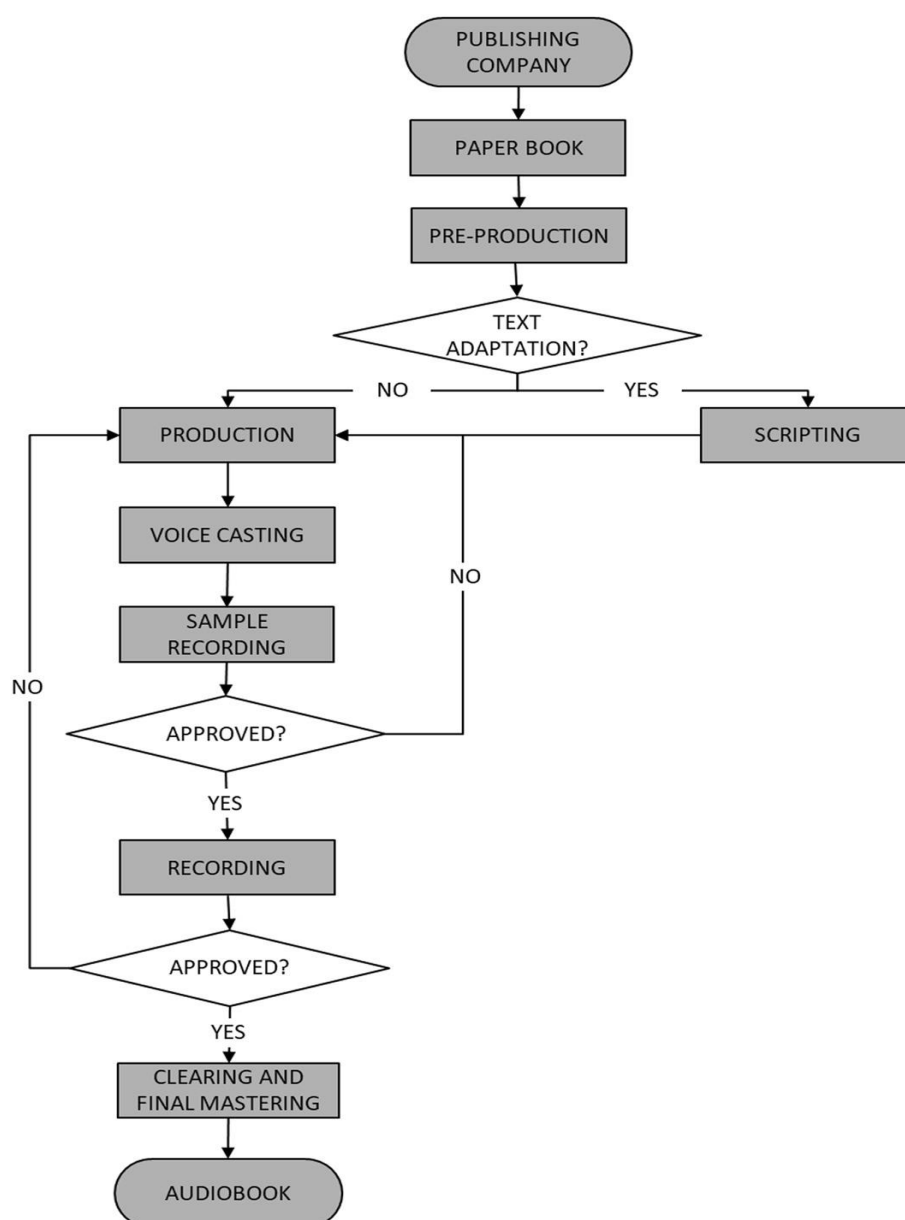 PUBLISHING
COMPANY
PAPER BOOK
PRE-PRODUCTION
TEXT
ADAPTATION?
NO
YES
PRODUCTION
SCRIPTING
VOICE CASTING
NO
SAMPLE
RECORDING
NO
APPROVED?
YES
RECORDING
APPROVED?
YES
CLEARING AND
FINAL MASTERING
AUDIOBOOK